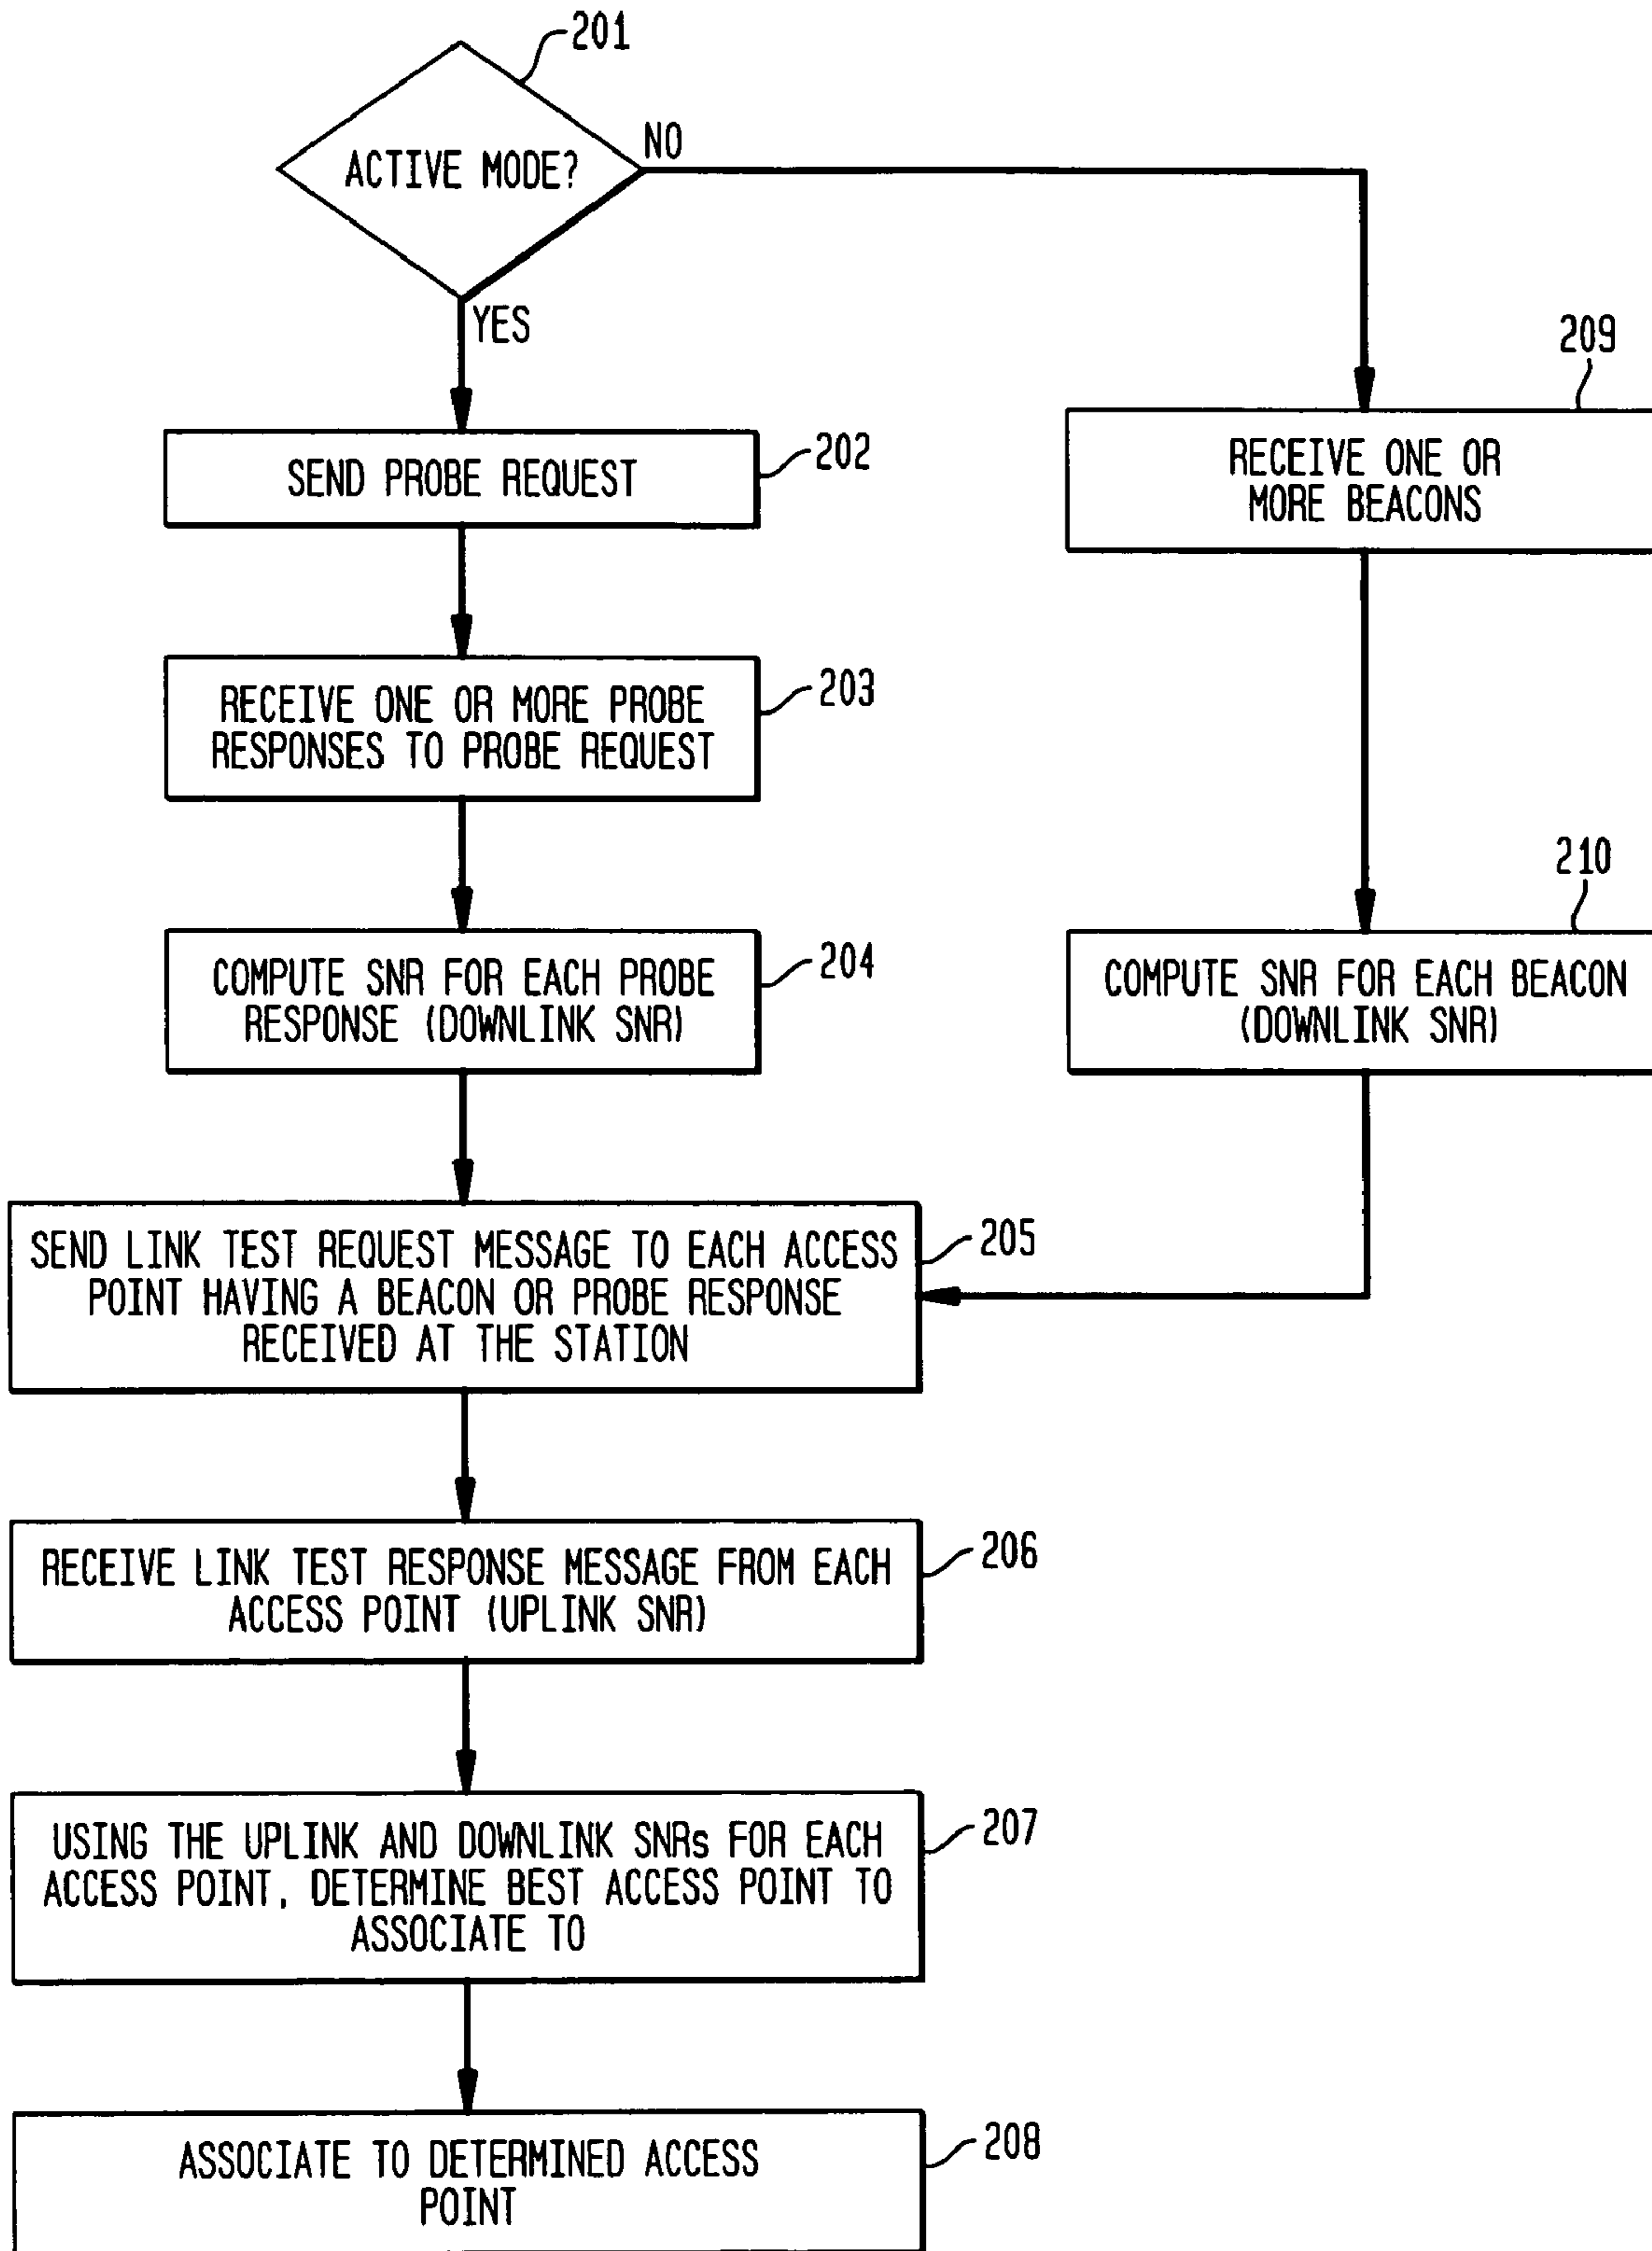 201
ACTIVE MODE?
NO
YES
SEND PROBE REQUEST
202
RECEIVE ONE OR MORE PROBE
RESPONSES TO PROBE REQUEST
203
COMPUTE SNR FOR EACH PROBE
RESPONSE (DOWNLINK SNR)
204
209
RECEIVE ONE OR
MORE BEACONS
210
COMPUTE SNR FOR EACH BEACON
(DOWNLINK SNR)
SEND LINK TEST REQUEST MESSAGE TO EACH ACCESS
POINT HAVING A BEACON OR PROBE RESPONSE
RECEIVED AT THE STATION
205
RECEIVE LINK TEST RESPONSE MESSAGE FROM EACH
ACCESS POINT (UPLINK SNR)
206
USING THE UPLINK AND DOWNLINK SNRs FOR EACH
ACCESS POINT, DETERMINE BEST ACCESS POINT TO
ASSOCIATE TO
207
ASSOCIATE TO DETERMINED ACCESS
POINT
208